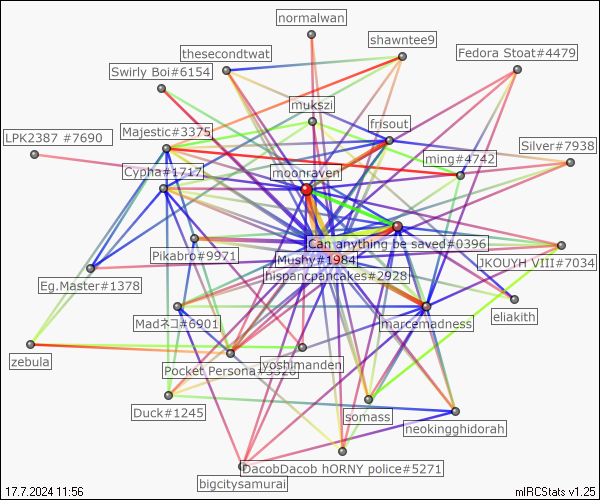 normalwan
shawntee9
thesecondtwat
Fedora Stoat#4479
Swirly Boi#6154
mukszi
frisout
Majestic#3375
LPK2387 #7690
Silver#7938
ming#4742
Cypha#1717
moonraven
Can anything be saved#0396
Pikabro#9971
Mushy#1984
JKOUYH VIII#7034
hispancpancakes#2928
Eg.Master#1378
eliakith
Madネコ#6901
marcemadness
zebula
yoshimanden
Pocket Persona
Duck#1245
somass
neokingghidorah
DacobDacob hORNY police#5271
bigcitysamurai
17.7.2024 11:56
mIRCStats v1.25